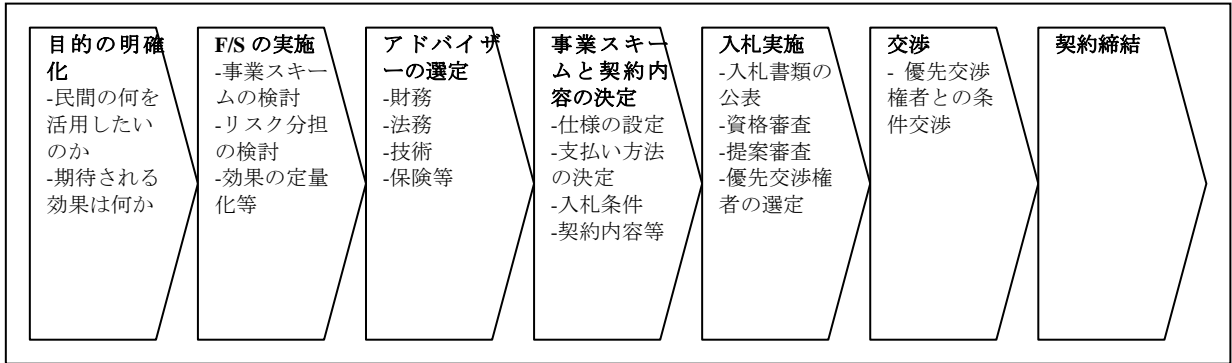 目的の明確
化
-民間の何を
活用したい
のか
-期待される
効果は何か
F/S の実施
-事業スキー
ムの検討
-リスク分担
の検討
-効果の定量
化等
アドバイザ
ーの選定
-財務
-法務
-技術
-保険等
事業スキー
ムと契約内
容の決定
-仕様の設定
-支払い方法
の決定
-入札条件
-契約内容等
入札実施
-入札書類の
公表
-資格審査
-提案審査
-優先交渉権
者の選定
交渉
- 優先交渉
権者との条
件交渉
契約締結